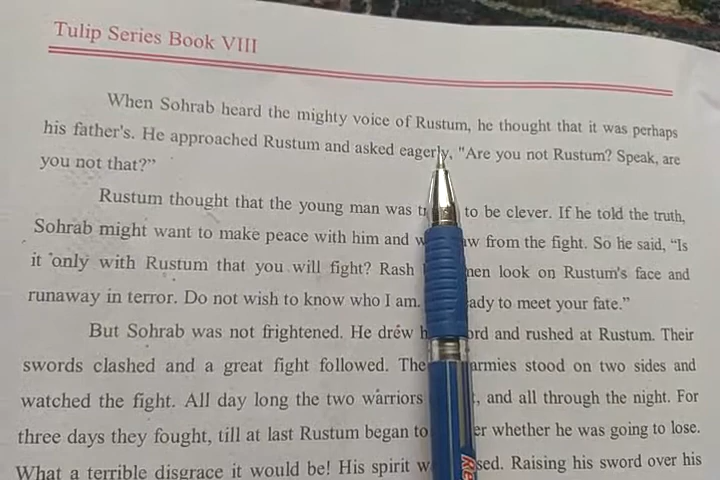 Tulip Series Book VIII
When Sohrab heard the mighty voice of Rustum, he thought that it was perhaps
his father's. He approached Rustum and asked eagerly, "Are you not Rustum? Speak, are
you not that?"
Rustum thought that the young man was to be clever. If he told the truth,
Sohrab might want to make peace with him and from the fight. So he said, "Is
it only with Rustum that you will fight? Rash look on Rustum's face and
runaway in terror. Do not wish to know who I am. to meet your fate."
But Sohrab was not frightened. He drew and rushed at Rustum. Their
swords clashed and a great fight followed. The armies stood on two sides and
watched the fight. All day long the two warriors and all through the night. For
three days they fought, till at last Rustum began to whether he was going to lose.
What a terrible disgrace it would be! His spirit Raising his sword over his
Re